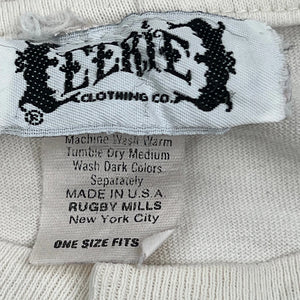 EERIE
CLOTHING CO.
®
Machine Wash Warm
Tumble Dry Medium
Wash Dark Colors
Separately
MADE IN U.S.A
RUGBY MILLS
New York City
ONE SIZE FITS